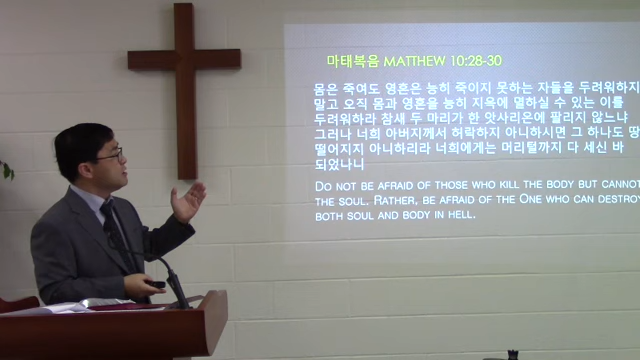 마태복음 MATTHEW 10:28-30
몸은 죽여도 영혼은 능히 죽이지 못하는 자들을 두려워하지
말고 오직 몸과 영혼을 능히 지옥에 멸하실 수 있는 이를
두려워하라 참새 두 마리가 한 앗사리온에 팔리지 않느냐
그러나 너희 아버지께서 허락하지 아니하시면 그 하나도 땅
떨어지지 아니하리라 너희에게는 머리털까지 다 세신 바
되었나니
DO NOT BE AFRAID OF THOSE WHO KILL THE BODY BUT CANNOT
THE SOUL. RATHER, BE AFRAID OF THE ONE WHO CAN DESTROY
BOTH SOUL AND BODY IN HELL.